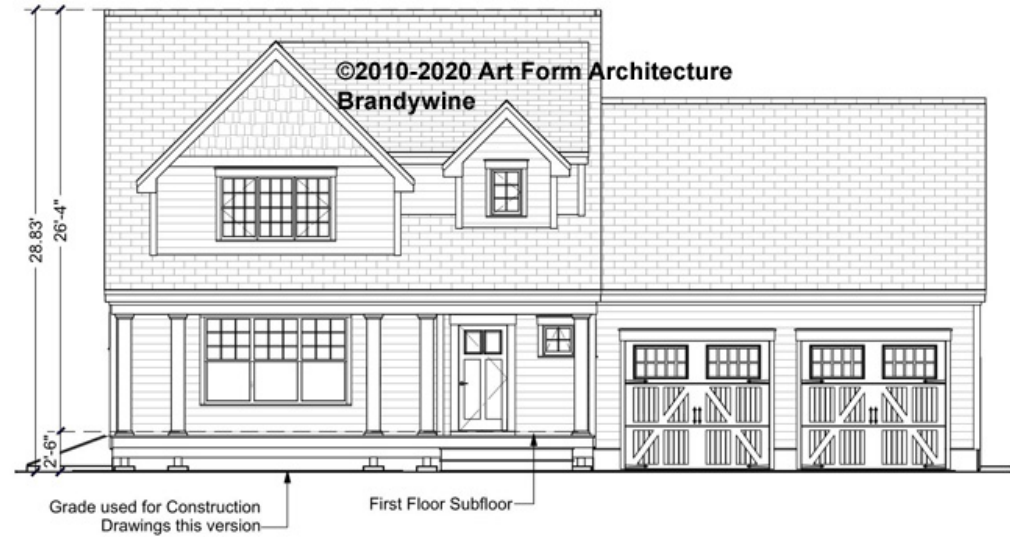 ©2010-2020 Art Form Architecture
Brandywine
28.83'
26'-4"
2'-6"
Grade used for Construction
Drawings this version
First Floor Subfloor